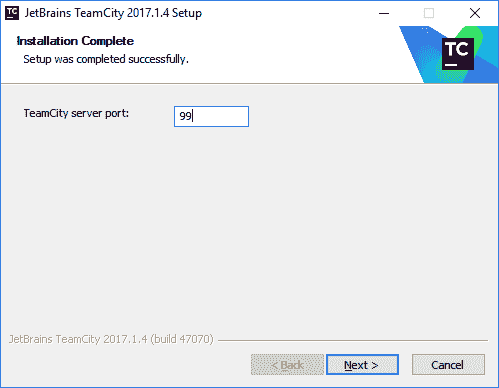 JetBrains TeamCity 2017.1.4 Setup
Installation Complete
Setup was completed successfully.
TC
TeamCity server port:
99
JetBrains TeamCity 2017.1.4 (build 47070)
< Back
Next >
Cancel